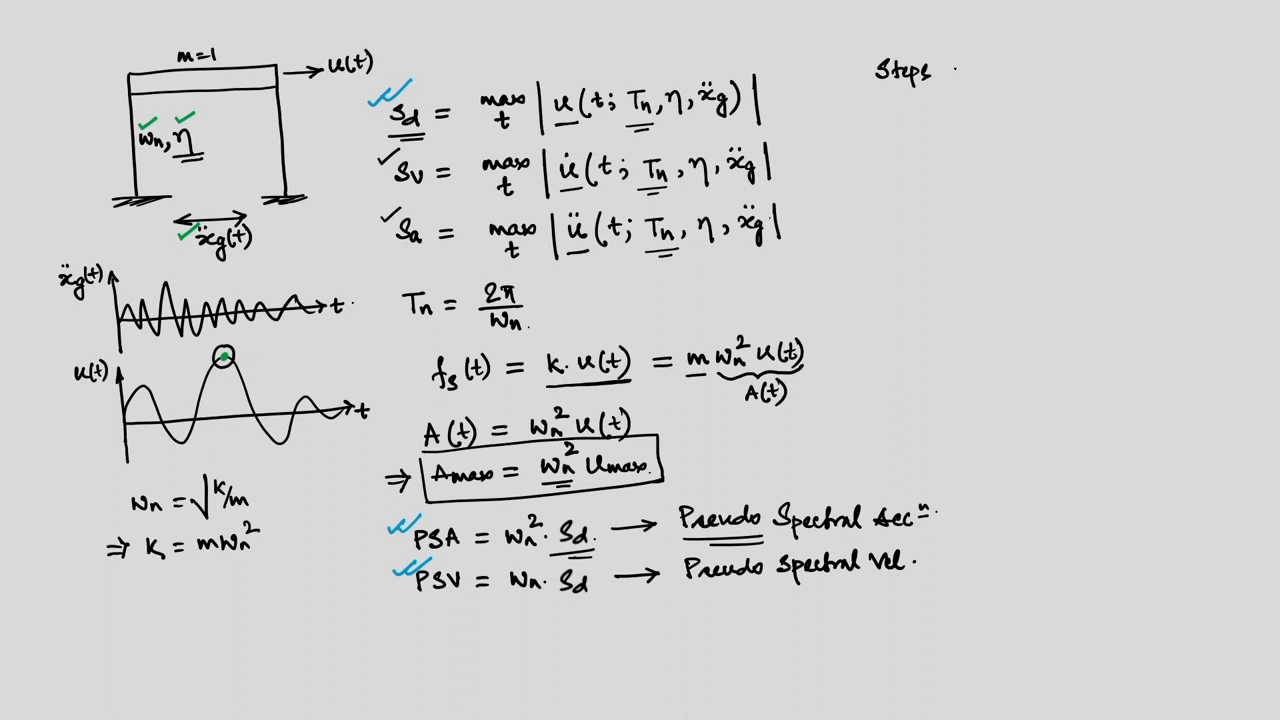 m=1
u(t)
ωn, η
ẍg(t)
ẍg(t)
t
u(t)
t
ωn = √k/m
⇒ k = mωn²
Sd = max t |u(t; Tn, η, ẍg)|
Sv = max t |u̇(t; Tn, η, ẍg|
Sa = max t |ü(t; Tn, η, ẍg|
Tn = 2π/ωn.
fs(t) = k. u(t) = m ωn² u(t)
A(t)
A(t) = ωn² u(t)
⇒ Amax = ωn² umax.
PSA = ωn² · Sd. → Pseudo Spectral Accⁿ.
PSV = ωn · Sd → Pseudo Spectral Vel.
Steps